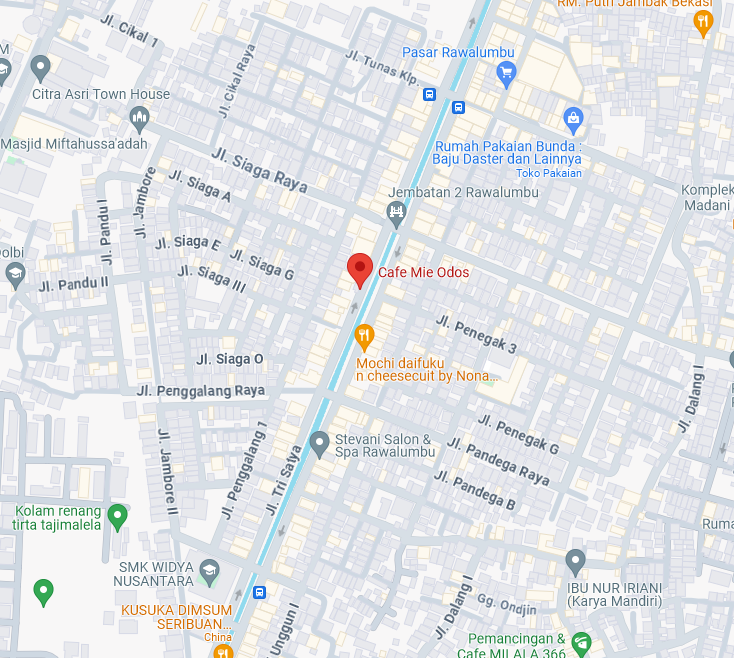 RM. Putri Jambak Bekasi
Jl. Cikal 1
M
Jl. Cikal Raya
Pasar Rawalumbu
Jl. Tunas Klp.
Citra Asri Town House
Masjid Miftahussa'adah
Rumah Pakaian Bunda :
Baju Daster dan Lainnya
Toko Pakaian
Jl. Siaga Raya
Jl. Siaga A
Jl. Jambore
Jembatan 2 Rawalumbu
Komplek
Madani
Jl. Pandu I
Jl. Siaga E
Jl. Siaga G
Dolbi
Jl. Siaga III
Jl. Pandu II
Cafe Mie Odos
Jl. Penegak 3
Jl. Siaga O
Mochi daifuku
n cheesecuit by Nona...
Jl. Penggalang Raya
Jl. Dalang I
Jl. Penggalang 1
Jl. Jambore II
Jl. Tri Satya
Stevani Salon &
Spa Rawalumbu
Jl. Penegak G
Jl. Pandega Raya
Jl. Pandega B
Kolam renang
tirta tajimalela
Ruma
SMK WIDYA
NUSANTARA
IBU NUR IRIANI
(Karya Mandiri)
KUSUKA DIMSUM
SERIBUAN...
China
Unggun I
Jl. Dalang I
Gg. Ondjin
Pemancingan &
Cafe MILALA 366